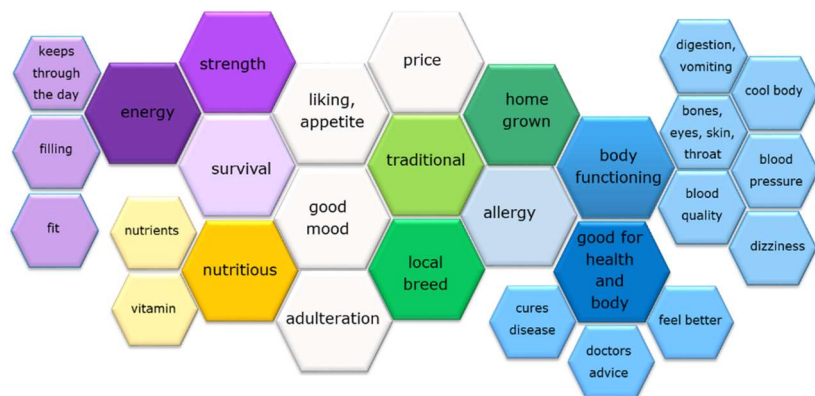 keeps
through
the day
filling
fit
energy
strength
survival
nutrients
vitamin
nutritious
liking,
appetite
good
mood
adulteration
price
traditional
local
breed
home
grown
allergy
body
functioning
good for
health
and
body
digestion,
vomiting
cool body
bones,
eyes, skin,
throat
blood
pressure
blood
quality
dizziness
cures
disease
doctors
advice
feel better